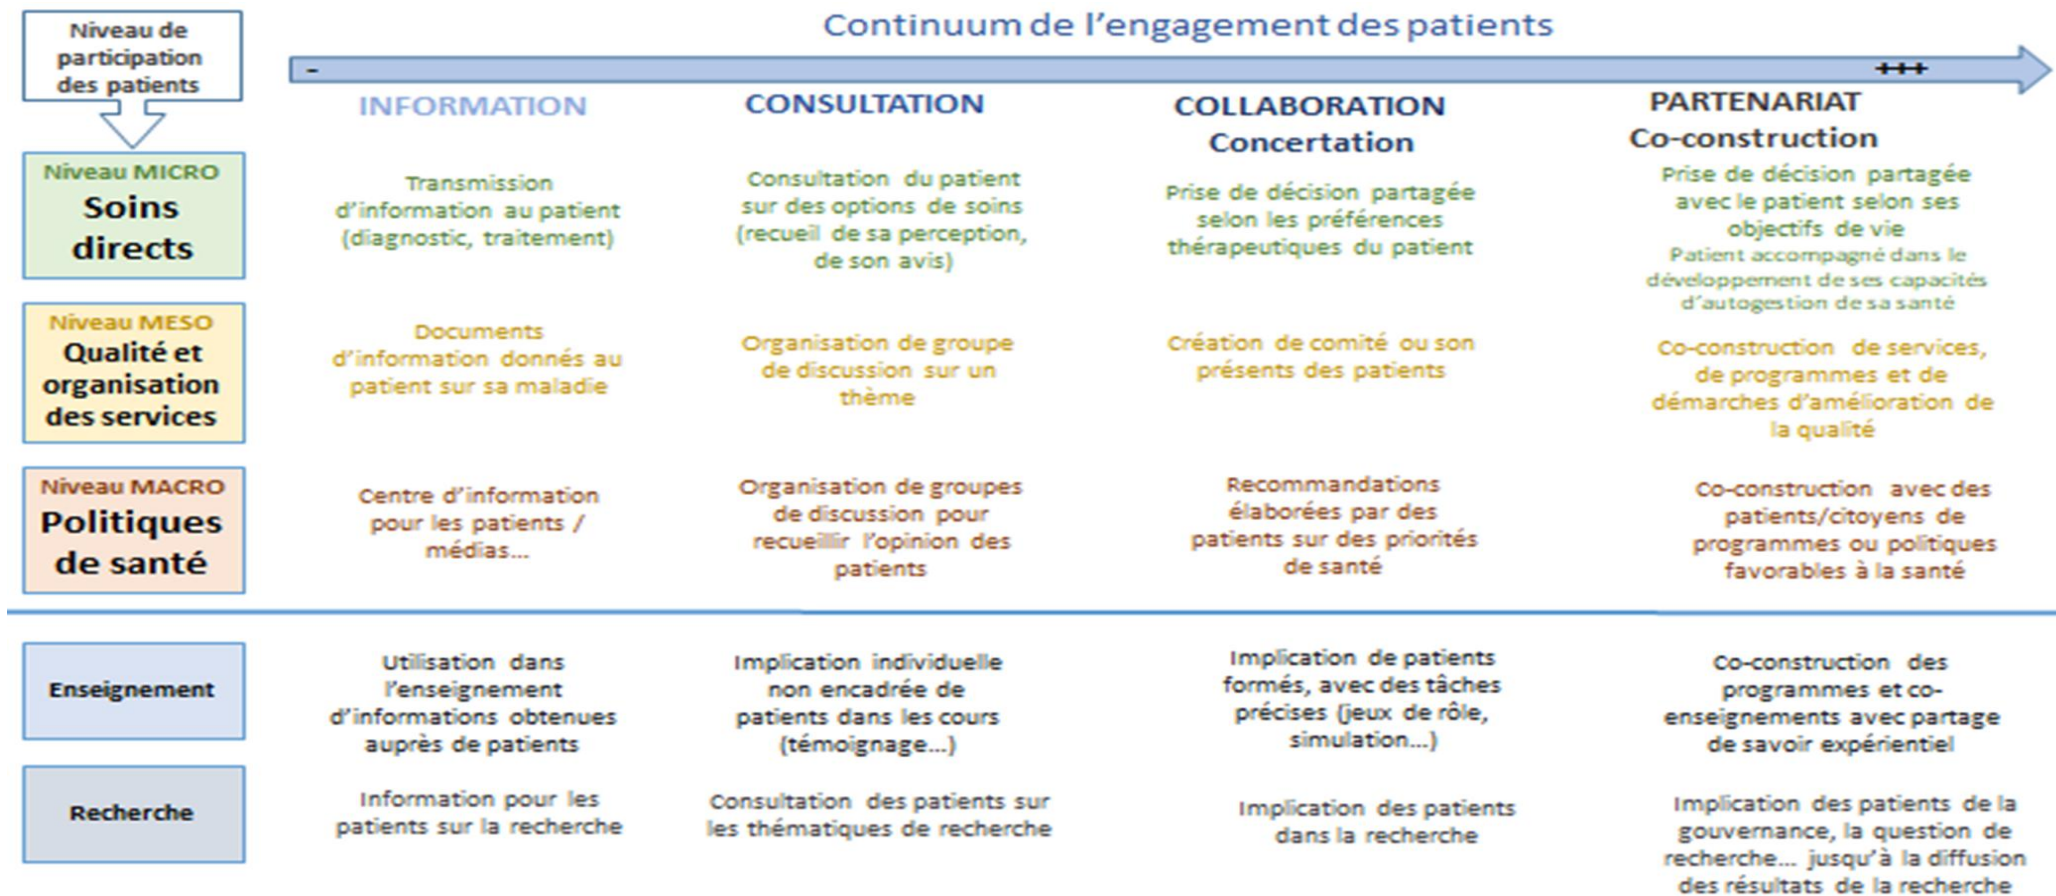 Continuum de l'engagement des patients
Niveau de
participation
des patients
-
+++
INFORMATION
CONSULTATION
COLLABORATION
Concertation
PARTENARIAT
Co-construction
Niveau MICRO
Soins
directs
Transmission
d'information au patient
(diagnostic, traitement)
Consultation du patient
sur des options de soins
(recueil de sa perception,
de son avis)
Prise de décision partagée
selon les préférences
thérapeutiques du patient
Prise de décision partagée
avec le patient selon ses
objectifs de vie
Patient accompagné dans le
développement de ses capacités
d'autogestion de sa santé
Niveau MESO
Qualité et
organisation
des services
Documents
d'information donnés au
patient sur sa maladie
Organisation de groupe
de discussion sur un
thème
Création de comité ou son
présents des patients
Co-construction de services,
de programmes et de
démarches d'amélioration de
la qualité
Niveau MACRO
Politiques
de santé
Centre d'information
pour les patients /
médias...
Organisation de groupes
de discussion pour
recueillir l'opinion des
patients
Recommandations
élaborées par des
patients sur des priorités
de santé
Co-construction avec des
patients/citoyens de
programmes ou politiques
favorables à la santé
Enseignement
Utilisation dans
l'enseignement
d'informations obtenues
auprès de patients
Implication individuelle
non encadrée de
patients dans les cours
(témoignage...)
Implication de patients
formés, avec des tâches
précises (jeux de rôle,
simulation...)
Co-construction des
programmes et co-
enseignements avec partage
de savoir expérientiel
Recherche
Information pour les
patients sur la recherche
Consultation des patients sur
les thématiques de recherche
Implication des patients
dans la recherche
Implication des patients de la
gouvernance, la question de
recherche... jusqu'à la diffusion
des résultats de la recherche